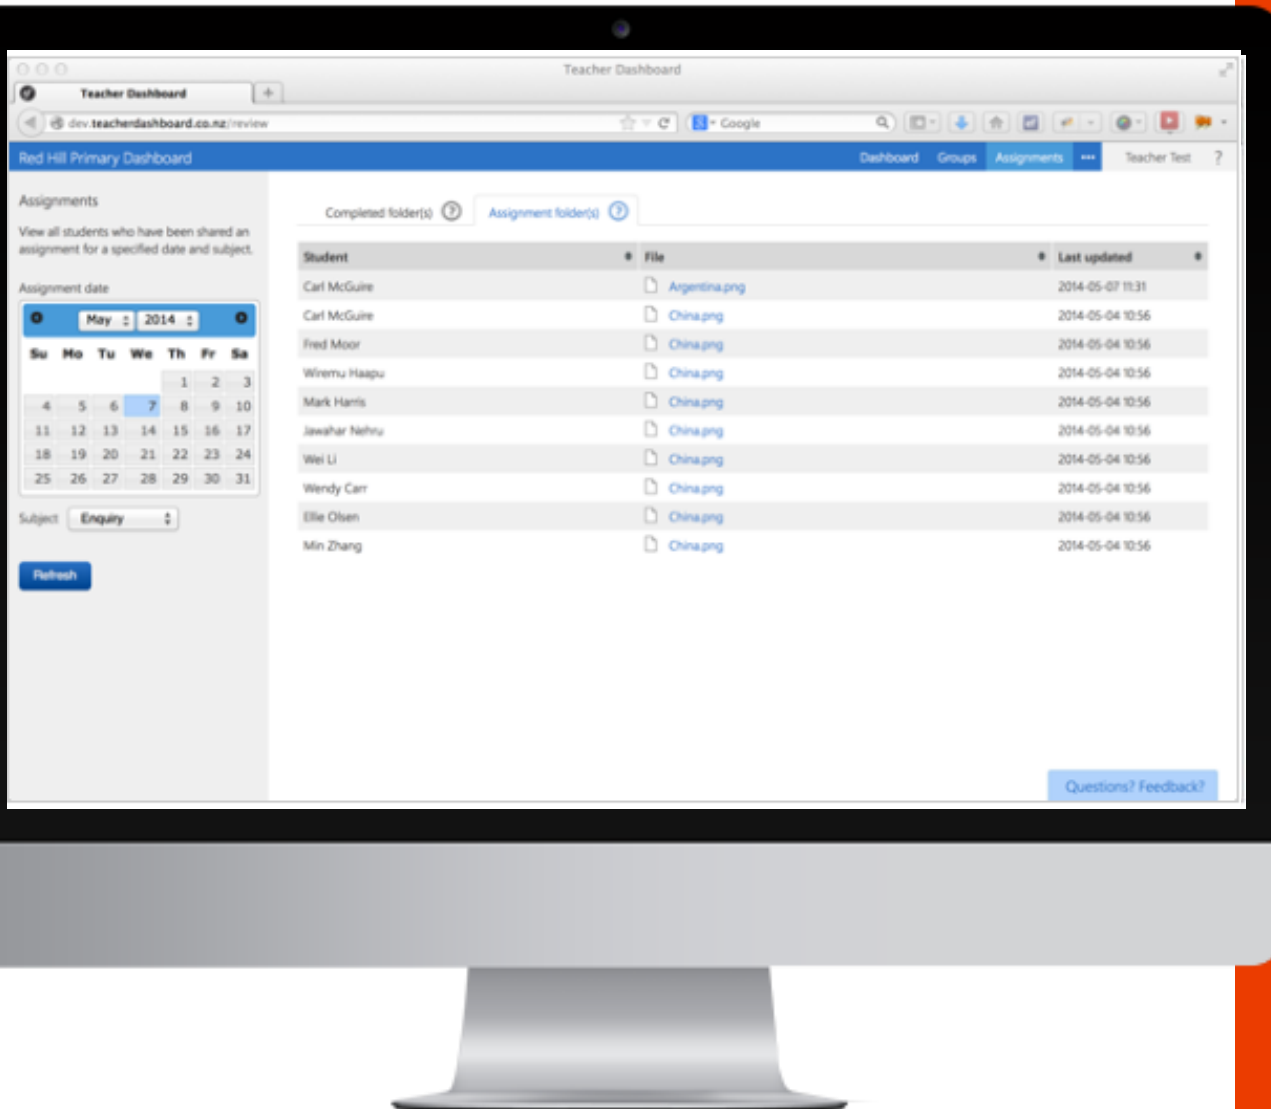 Teacher Dashboard
Teacher Dashboard +
dev.teacherdashboard.co.nz/review Google
Red Hill Primary Dashboard Dashboard Groups Assignments ••• Teacher Test ?
Assignments
View all students who have been shared an
assignment for a specified date and subject.
Assignment date
May 2014
Su Mo Tu We Th Fr Sa
1 2 3
4 5 6 7 8 9 10
11 12 13 14 15 16 17
18 19 20 21 22 23 24
25 26 27 28 29 30 31
Subject Enquiry
Refresh
Completed folder(s) ? Assignment folder(s) ?
Student File Last updated
Carl McGuire Argentina.png 2014-05-07 11:31
Carl McGuire China.png 2014-05-04 10:56
Fred Moor China.png 2014-05-04 10:56
Wiremu Haapu China.png 2014-05-04 10:56
Mark Harris China.png 2014-05-04 10:56
Jawahar Nehru China.png 2014-05-04 10:56
Wei Li China.png 2014-05-04 10:56
Wendy Carr China.png 2014-05-04 10:56
Ellie Olsen China.png 2014-05-04 10:56
Min Zhang China.png 2014-05-04 10:56
Questions? Feedback?